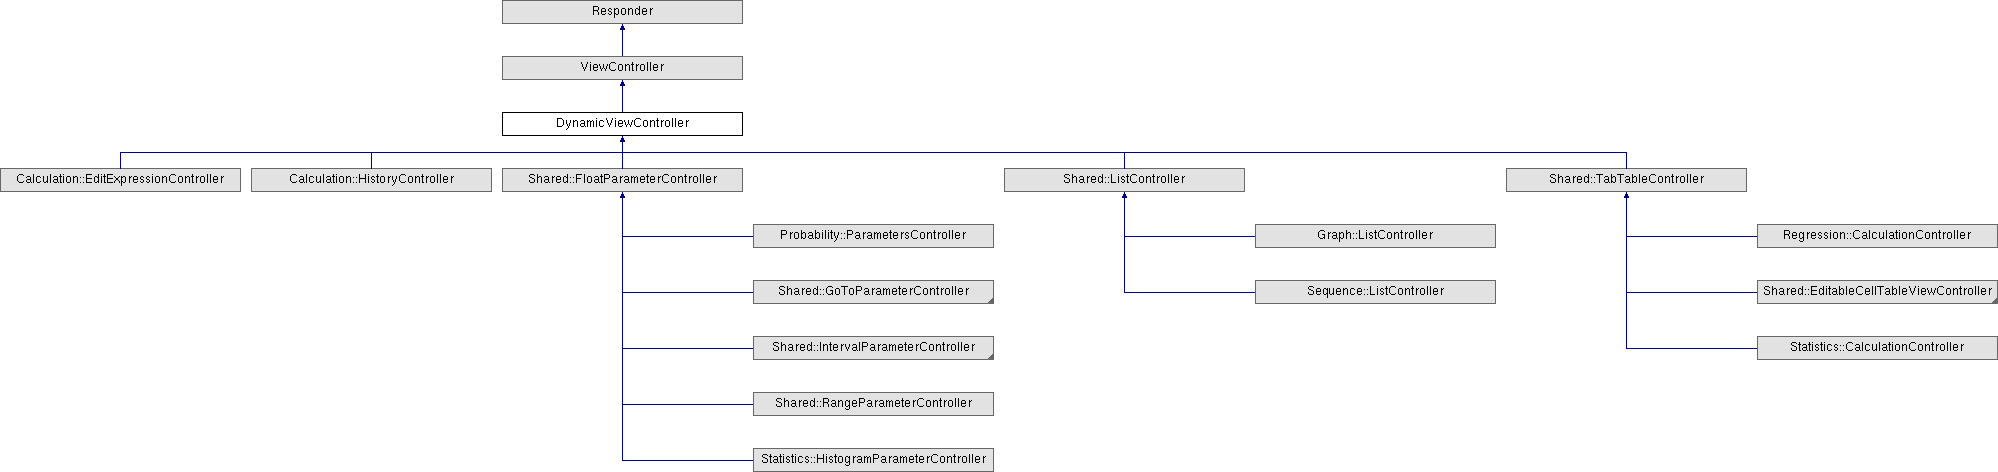 Responder
ViewController
DynamicViewController
Calculation::EditExpressionController
Calculation::HistoryController
Shared::FloatParameterController
Shared::ListController
Shared::TabTableController
Probability::ParametersController
Graph::ListController
Regression::CalculationController
Shared::GoToParameterController
Sequence::ListController
Shared::EditableCellTableViewController
Shared::IntervalParameterController
Statistics::CalculationController
Shared::RangeParameterController
Statistics::HistogramParameterController